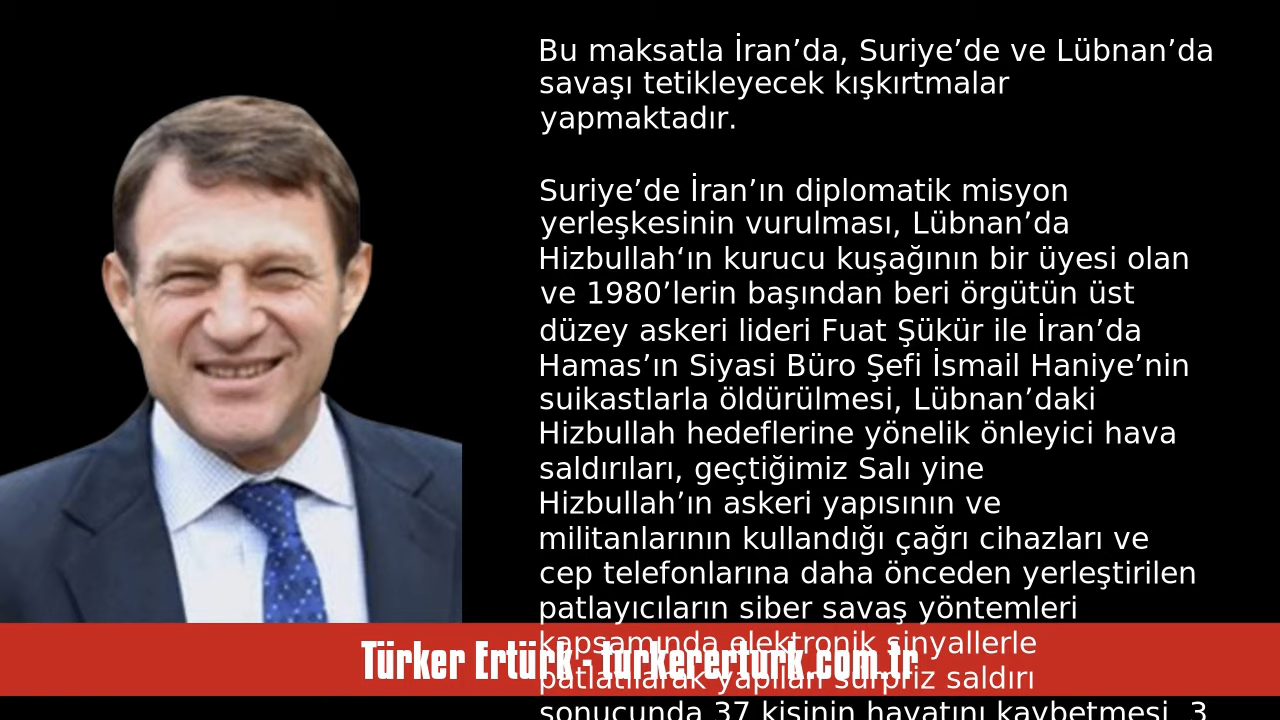 Bu maksatla İran’da, Suriye’de ve Lübnan’da
savaşı tetikleyecek kışkırtmalar
yapmaktadır.
Suriye’de İran’ın diplomatik misyon
yerleşkesinin vurulması, Lübnan’da
Hizbullah‘ın kurucu kuşağının bir üyesi olan
ve 1980’lerin başından beri örgütün üst
düzey askeri lideri Fuat Şükür ile İran’da
Hamas’ın Siyasi Büro Şefi İsmail Haniye’nin
suikastlarla öldürülmesi, Lübnan’daki
Hizbullah hedeflerine yönelik önleyici hava
saldırıları, geçtiğimiz Salı yine
Hizbullah’ın askeri yapısının ve
militanlarının kullandığı çağrı cihazları ve
cep telefonlarına daha önceden yerleştirilen
patlayıcıların siber savaş yöntemleri
kapsamında elektronik sinyallerle
patlatılarak yapılan sürpriz saldırı
sonucunda 37 kişinin hayatını kaybetmesi, 3
Türker Ertürk - turkererturk.com.tr